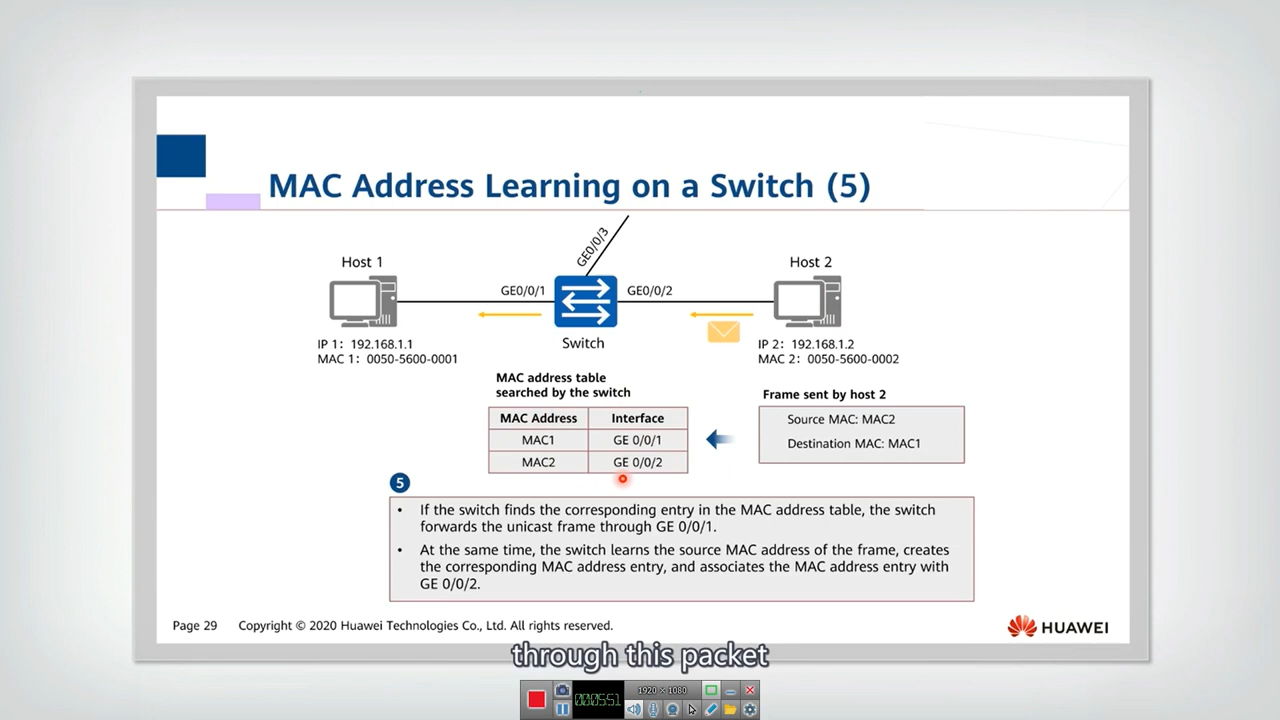 MAC Address Learning on a Switch (5)
GE0/0/3
Host 1
Host 2
GE0/0/1
GE0/0/2
Switch
IP 1: 192.168.1.1
MAC 1: 0050-5600-0001
IP 2: 192.168.1.2
MAC 2: 0050-5600-0002
MAC address table
searched by the switch
Frame sent by host 2
MAC Address Interface
MAC1 GE 0/0/1
MAC2 GE 0/0/2
Source MAC: MAC2
Destination MAC: MAC1
5
• If the switch finds the corresponding entry in the MAC address table, the switch
forwards the unicast frame through GE 0/0/1.
• At the same time, the switch learns the source MAC address of the frame, creates
the corresponding MAC address entry, and associates the MAC address entry with
GE 0/0/2.
Page 29 Copyright © 2020 Huawei Technologies Co., Ltd. All rights reserved.
HUAWEI
through this packet
000:05:51
1920 × 1080